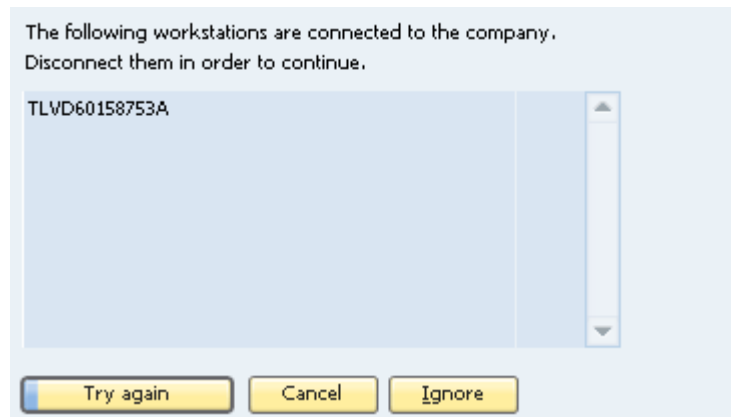 The following workstations are connected to the company.
Disconnect them in order to continue.
TLVD60158753A
Try again
Cancel
Ignore